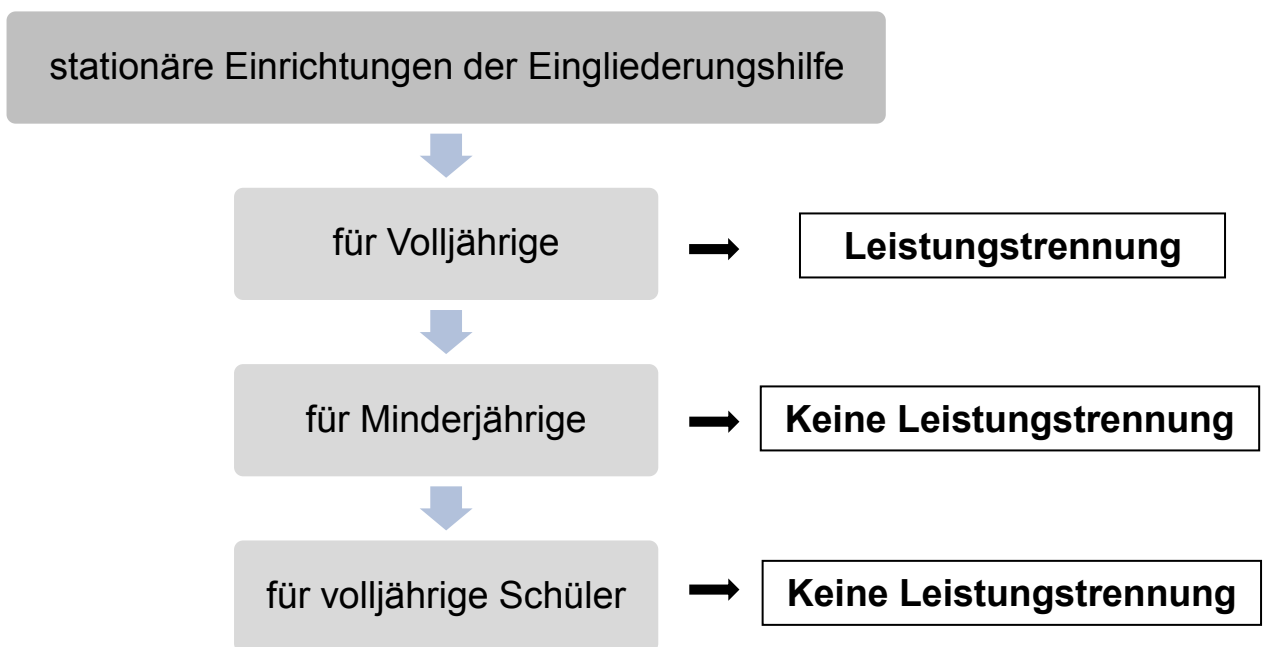 stationäre Einrichtungen der Eingliederungshilfe
für Volljährige
Leistungstrennung
für Minderjährige
Keine Leistungstrennung
für volljährige Schüler
Keine Leistungstrennung